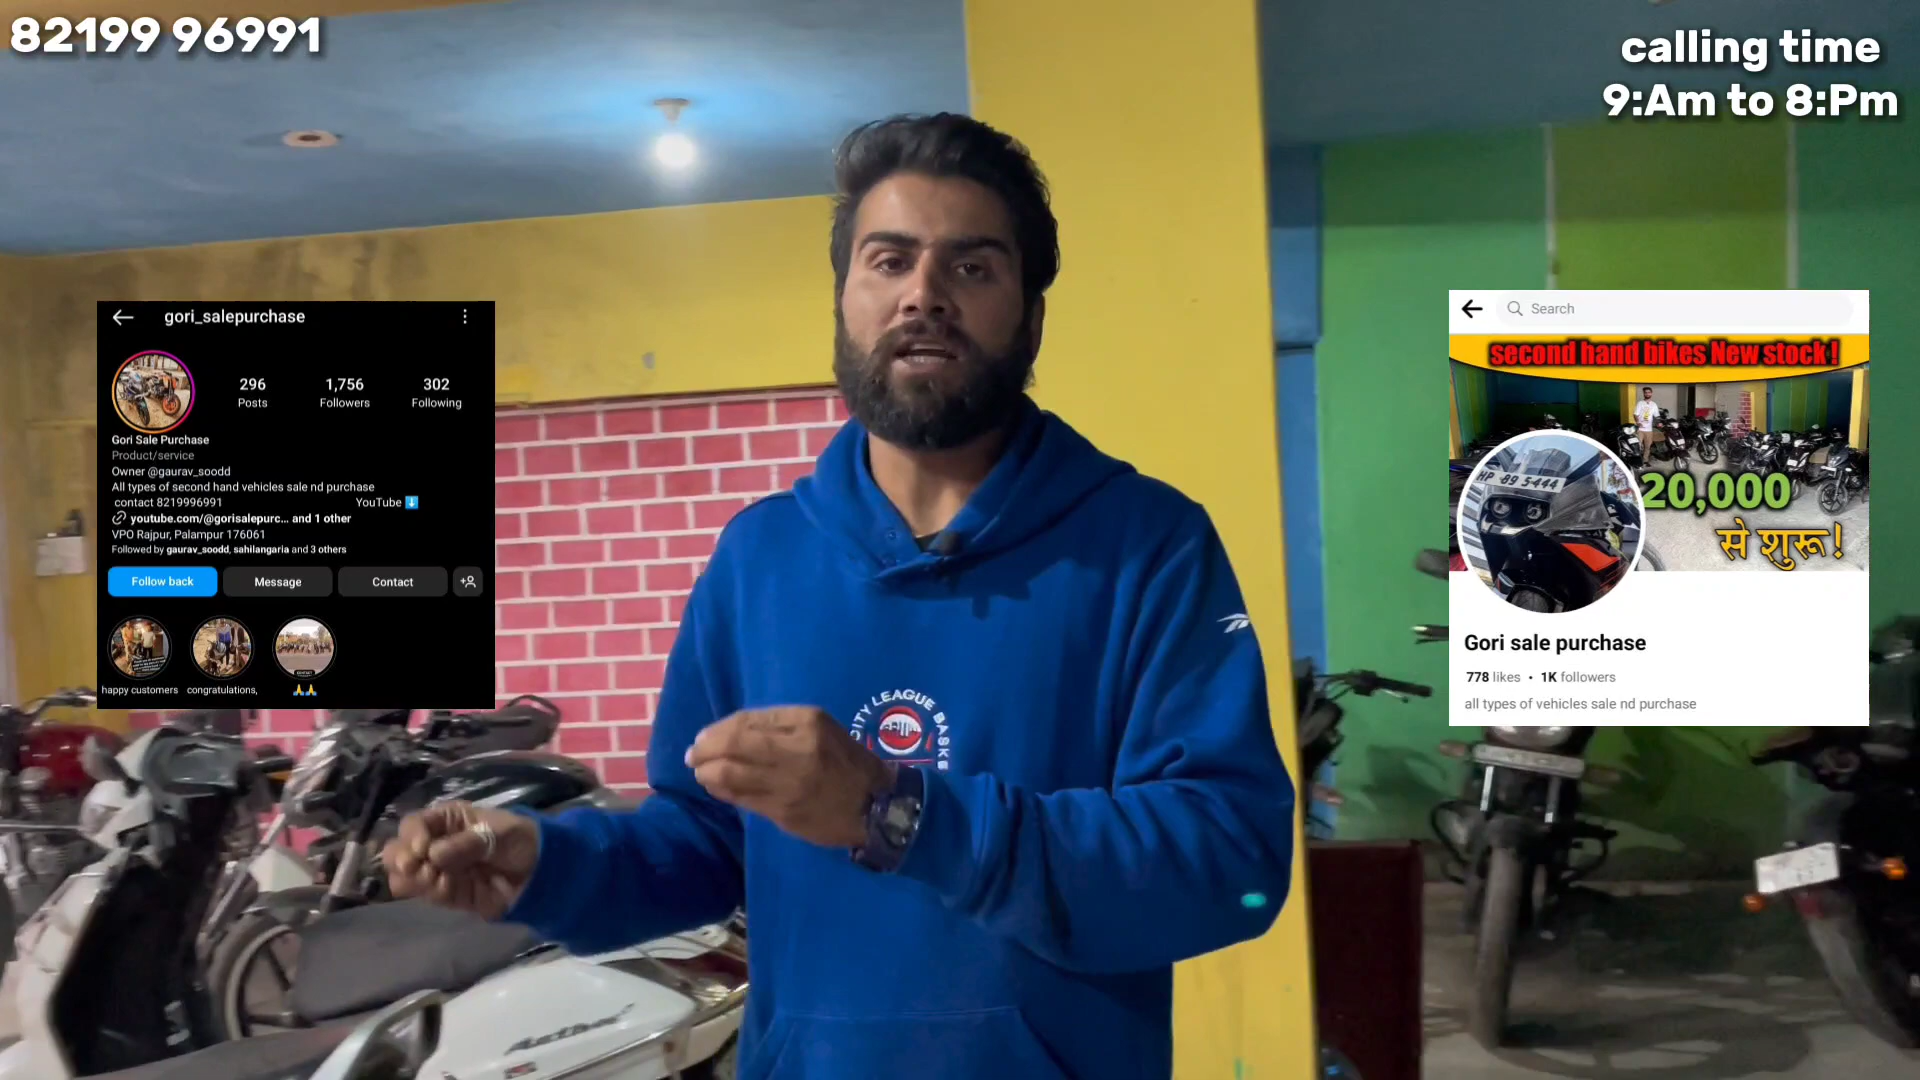 82199 96991
calling time
9:Am to 8:Pm
gori_salepurchase
296
Posts
1,756
Followers
302
Following
Gori Sale Purchase
Product/service
Owner @gaurav_soodd
All types of second hand vehicles sale nd purchase
contact 8219996991 YouTube ⬇️
youtube.com/@gorisalepurc... and 1 other
VPO Rajpur, Palampur 176061
Followed by gaurav_soodd, sahilangaria and 3 others
Follow back
Message
Contact
happy customers
congratulations,
🙏🙏
Search
second hand bikes New stock !
HP 89 5444
20,000
से शुरू!
Gori sale purchase
778 likes • 1K followers
all types of vehicles sale nd purchase
CITY LEAGUE BASKE
Activa